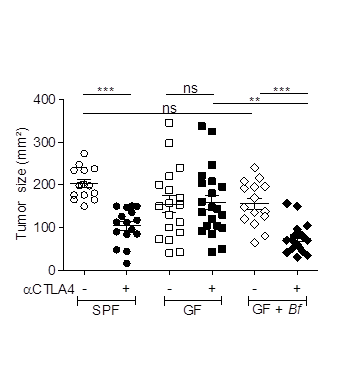 *** ns ***
**
ns
400
300
200
100
0
Tumor size (mm²)
αCTLA4 - + - + - +
SPF GF GF + Bf